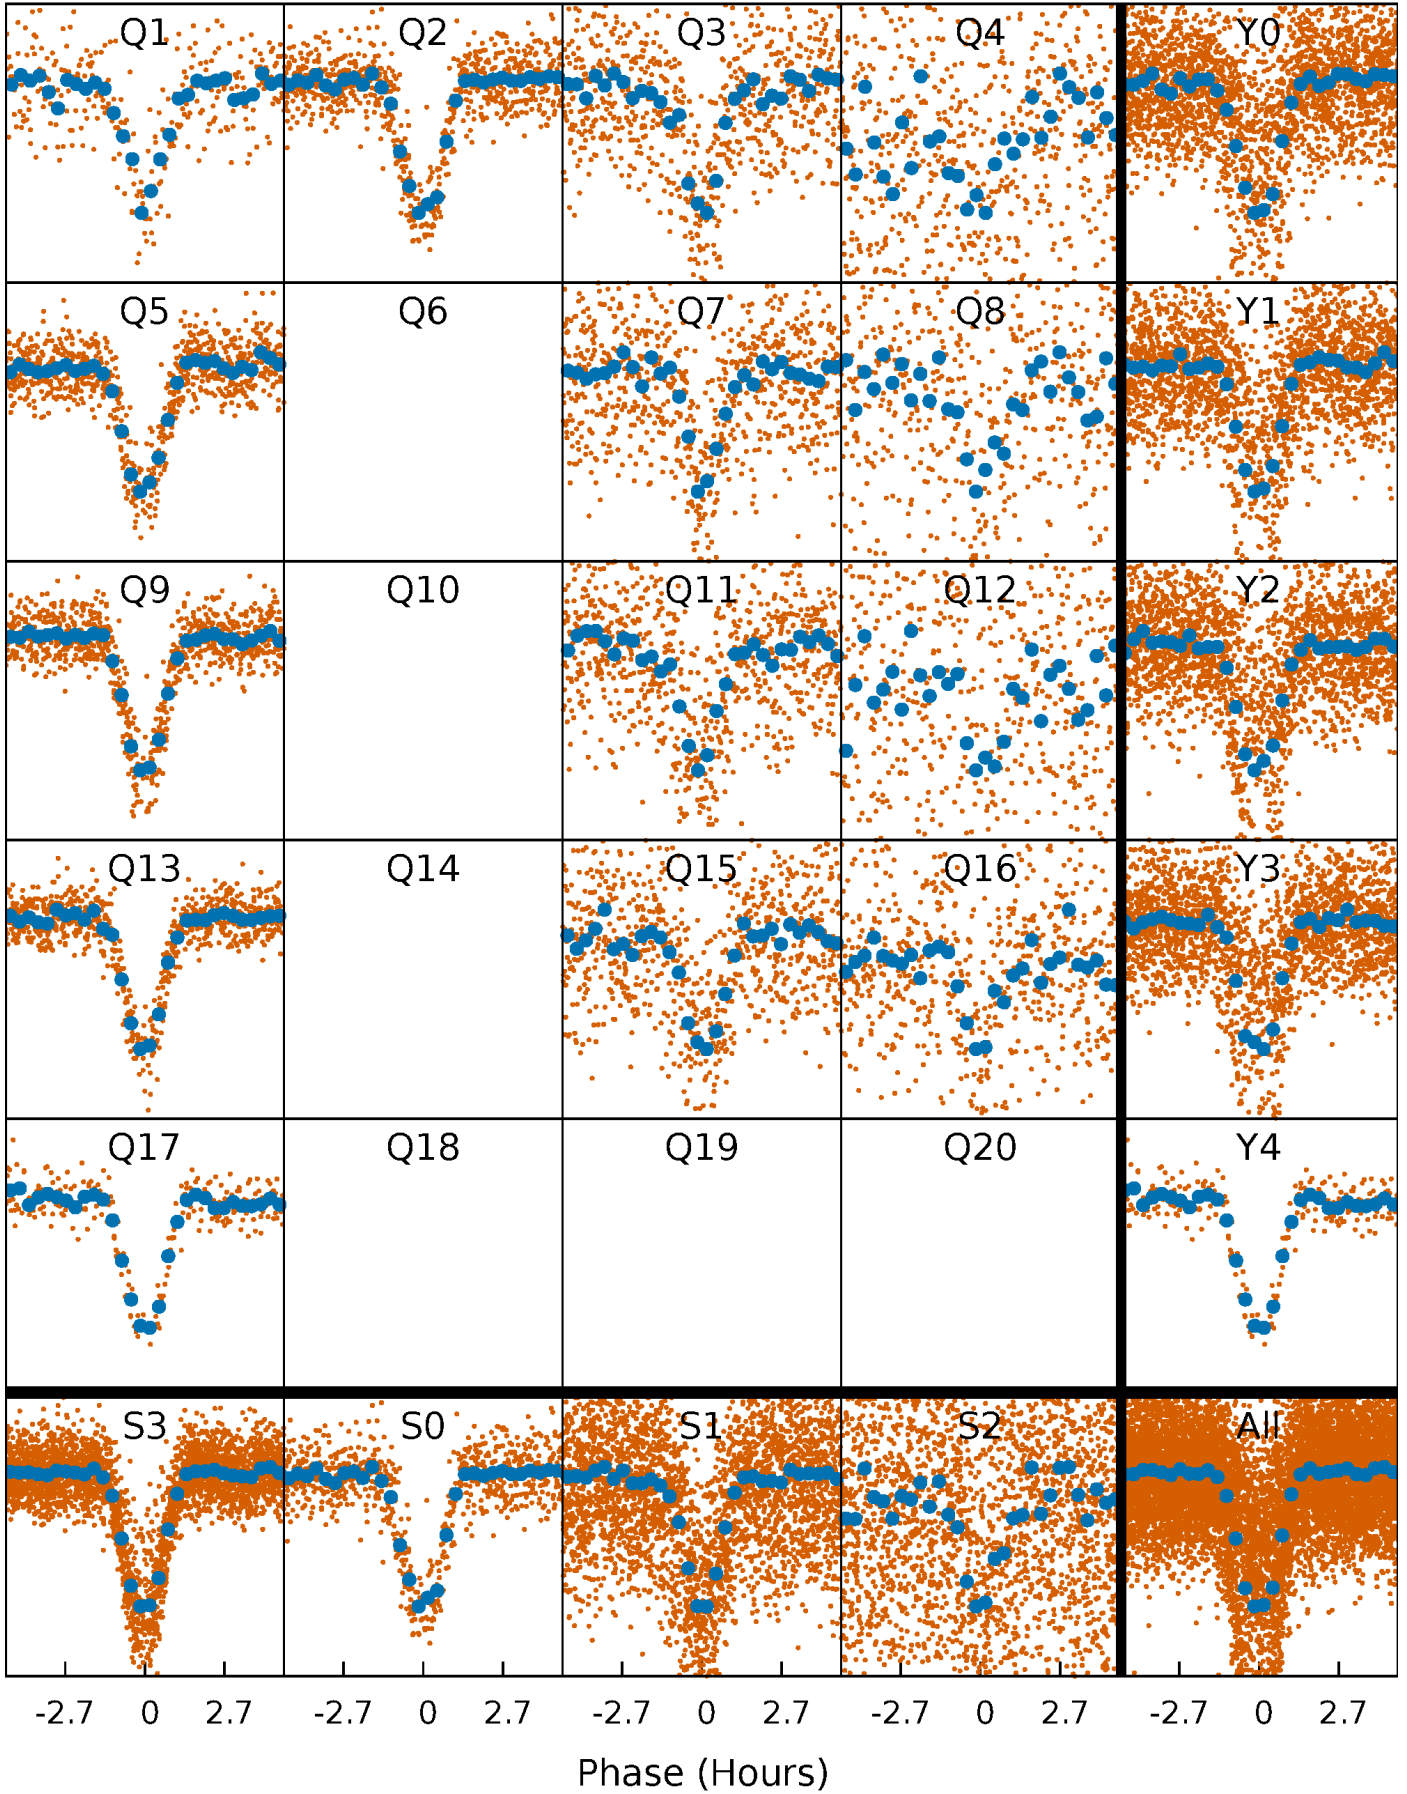 Q1 Q2 Q3 Q4 Y0
Q5 Q6 Q7 Q8 Y1
Q9 Q10 Q11 Q12 Y2
Q13 Q14 Q15 Q16 Y3
Q17 Q18 Q19 Q20 Y4
S3 S0 S1 S2 All
-2.7 0 2.7 -2.7 0 2.7 -2.7 0 2.7 -2.7 0 2.7 -2.7 0 2.7
Phase (Hours)